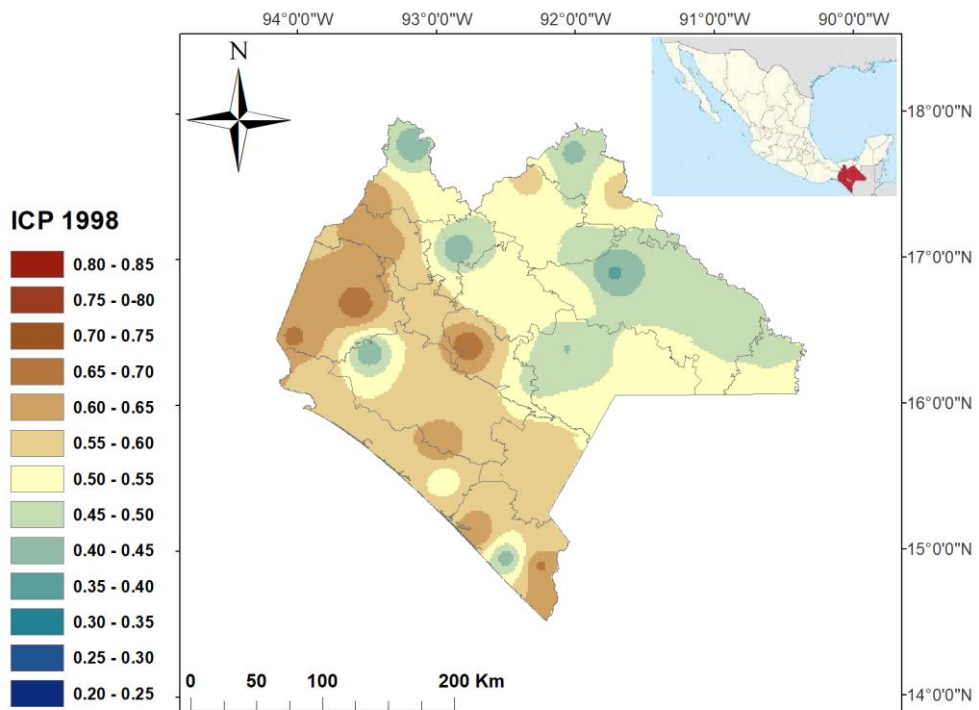 94°0'0"W 93°0'0"W 92°0'0"W 91°0'0"W 90°0'0"W
N
18°0'0"N
ICP 1998
0.80 - 0.85
17°0'0"N
0.75 - 0-80
0.70 - 0.75
0.65 - 0.70
0.60 - 0.65
16°0'0"N
0.55 - 0.60
0.50 - 0.55
0.45 - 0.50
0.40 - 0.45
15°0'0"N
0.35 - 0.40
0.30 - 0.35
0.25 - 0.30
0.20 - 0.25
0 50 100 200 Km
14°0'0"N